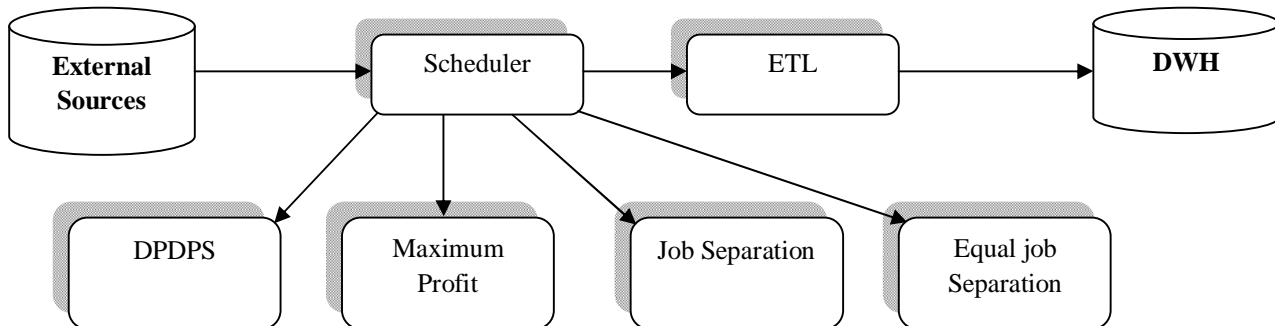 External
Sources
Scheduler
ETL
DWH
DPDPS
Maximum
Profit
Job Separation
Equal job
Separation